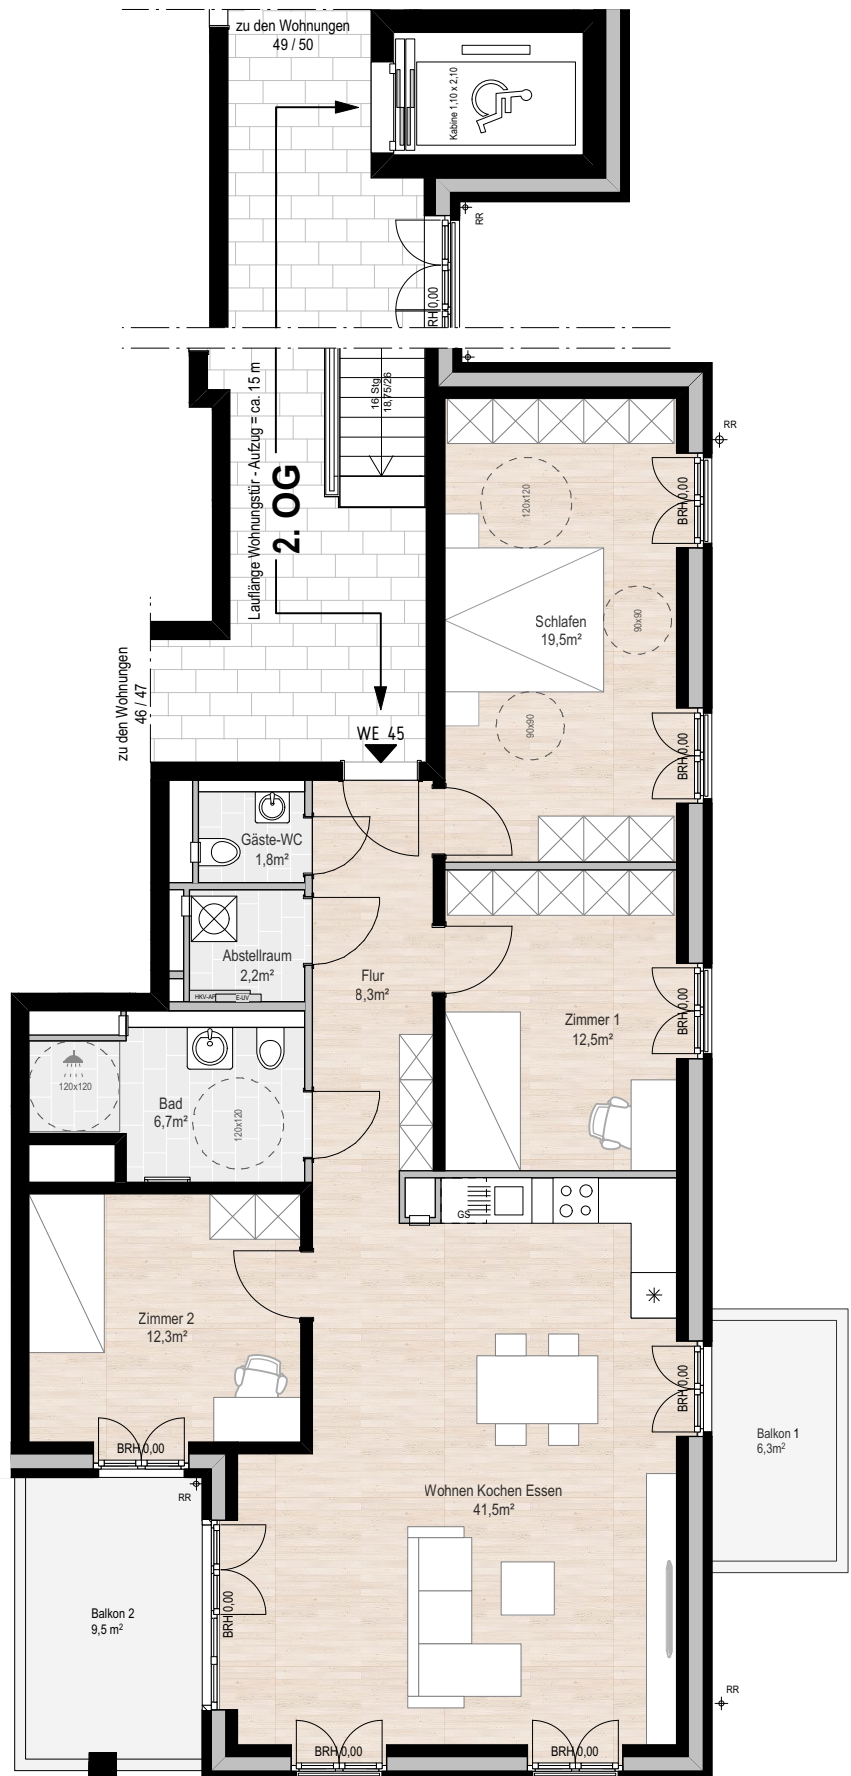 zu den Wohnungen
49 / 50
Kabine 1,10 x 2,10
RR
BRH 0,00
16 Stg
18,75/26
Lauflänge Wohnungstür - Aufzug = ca. 15 m
2. OG
RR
BRH 0,00
120x120
Schlafen
19,5m²
90x90
90x90
BRH 0,00
zu den Wohnungen
46 / 47
WE 45
Gäste-WC
1,8m²
Abstellraum
2,2m²
HKV-AP
E-UV
Flur
8,3m²
BRH 0,00
Zimmer 1
12,5m²
120x120
Bad
6,7m²
120x120
GS
Zimmer 2
12,3m²
BRH 0,00
BRH 0,00
Balkon 1
6,3m²
RR
Wohnen Kochen Essen
41,5m²
Balkon 2
9,5 m²
BRH 0,00
RR
BRH 0,00
BRH 0,00